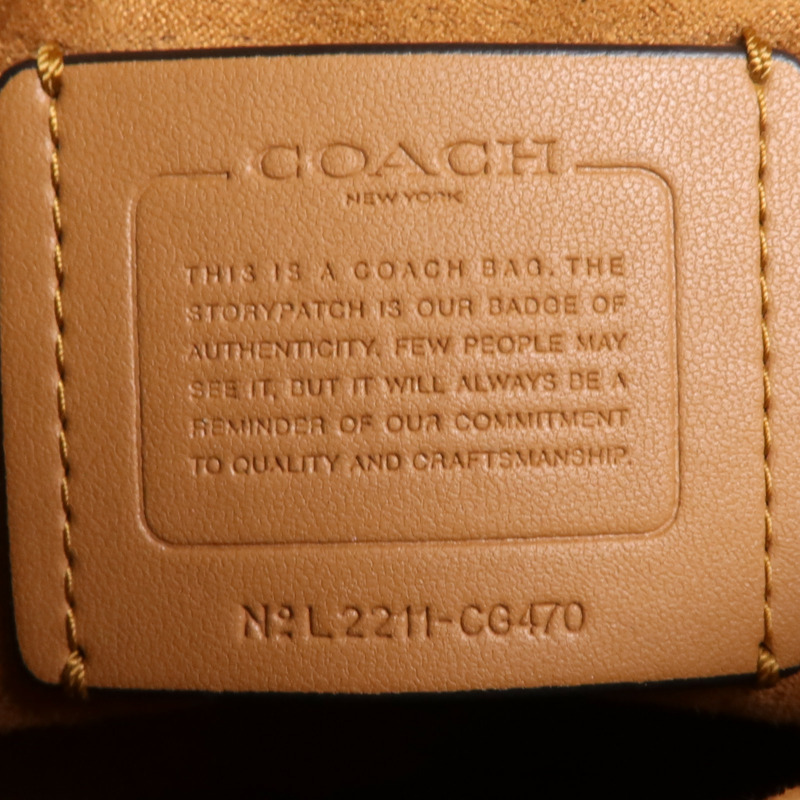 COACH
NEW YORK
THIS IS A COACH BAG. THE
STORYPATCH IS OUR BADGE OF
AUTHENTICITY. FEW PEOPLE MAY
SEE IT, BUT IT WILL ALWAYS BE A
REMINDER OF OUR COMMITMENT
TO QUALITY AND CRAFTSMANSHIP.
Nº L2211-CG470